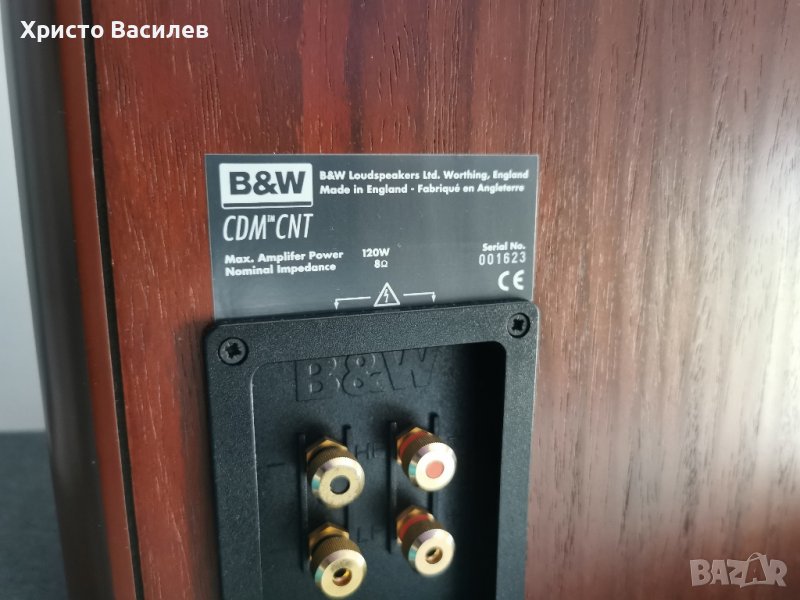 Христо Василев
B&W
B&W Loudspeakers Ltd. Worthing, England
Made in England - Fabriqué en Angleterre
CDM™CNT
Max. Amplifer Power 120W
Nominal Impedance 8Ω
Serial No.
001623
CE
B&W
BAZAR